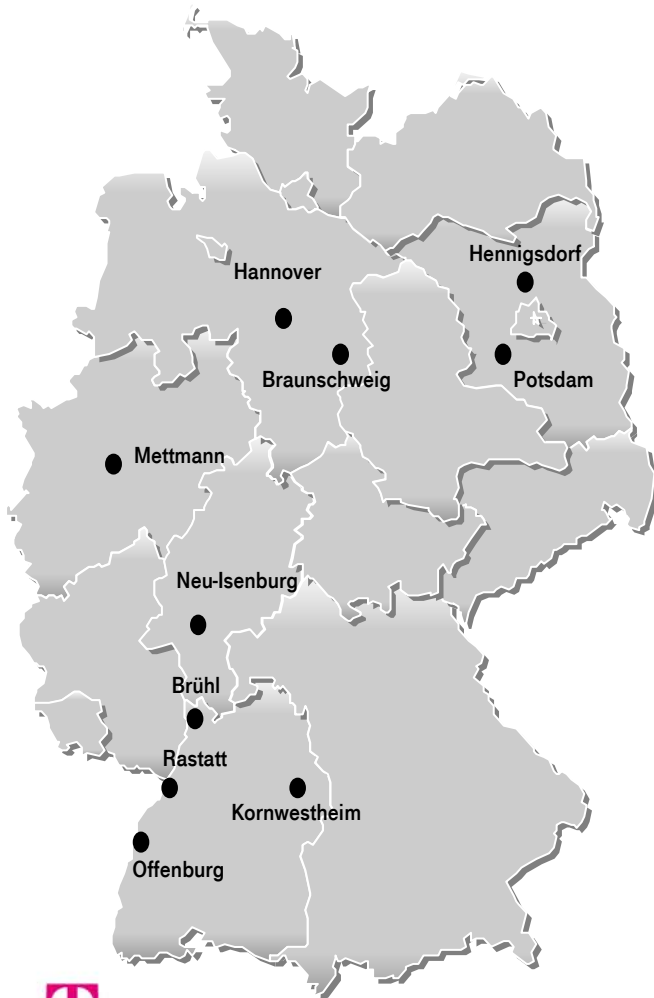 Hennigsdorf
Hannover
Braunschweig
Potsdam
Mettmann
Neu-Isenburg
Brühl
Rastatt
Kornwestheim
Offenburg